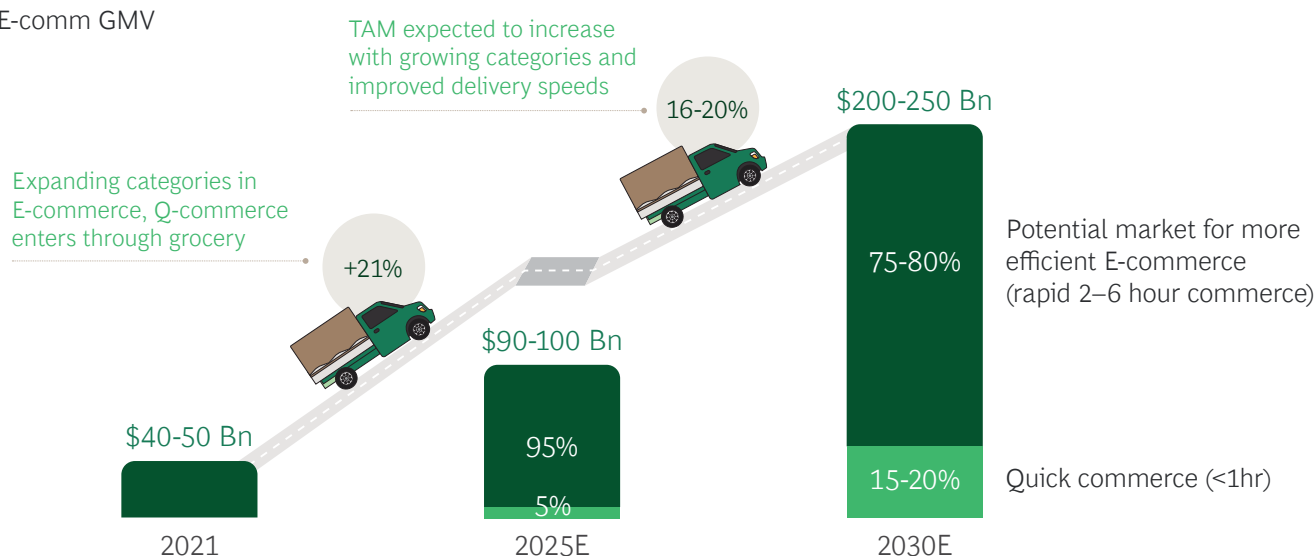 E-comm GMV
TAM expected to increase
with growing categories and
improved delivery speeds
16-20%
$200-250 Bn
Expanding categories in
E-commerce, Q-commerce
enters through grocery
+21%
75-80%
Potential market for more
efficient E-commerce
(rapid 2–6 hour commerce)
$90-100 Bn
$40-50 Bn
95%
5%
15-20%
Quick commerce (<1hr)
2021
2025E
2030E